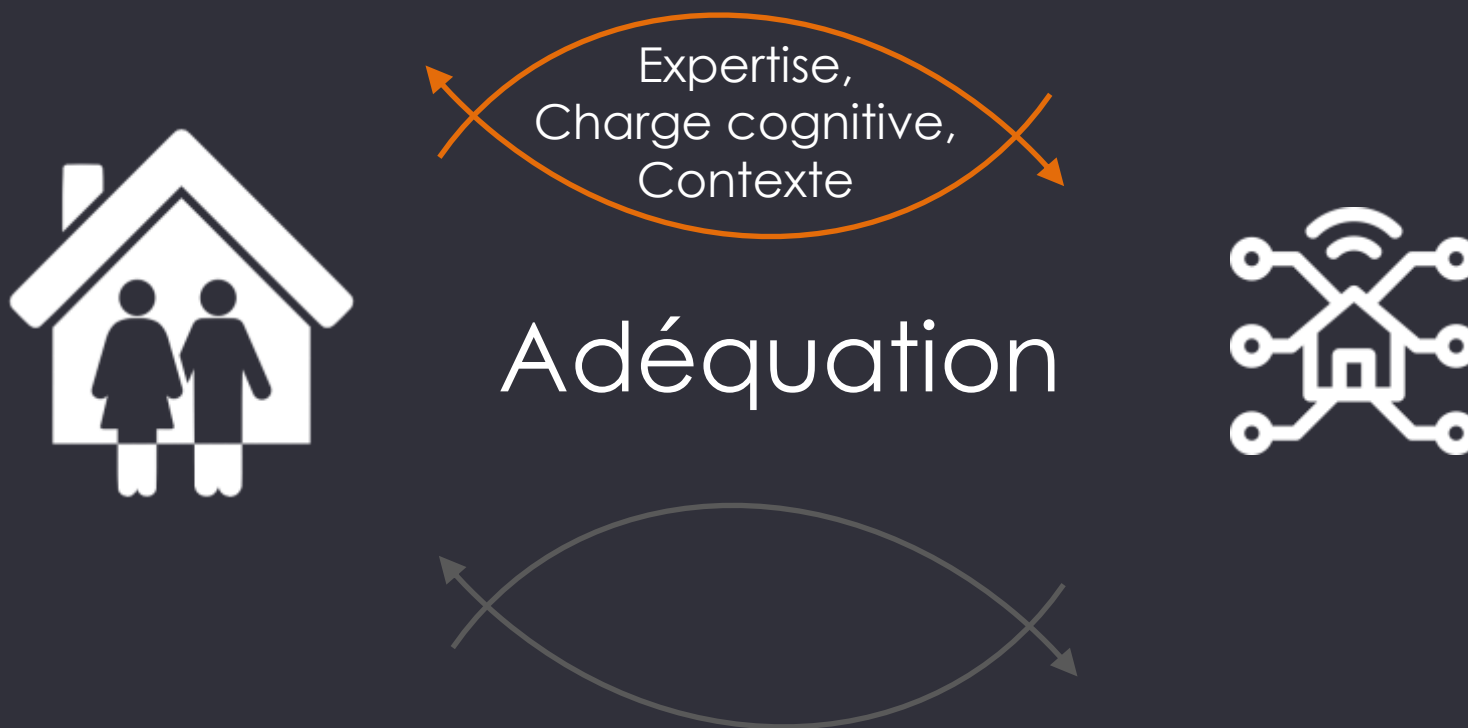 Expertise,
Charge cognitive,
Contexte
Adéquation